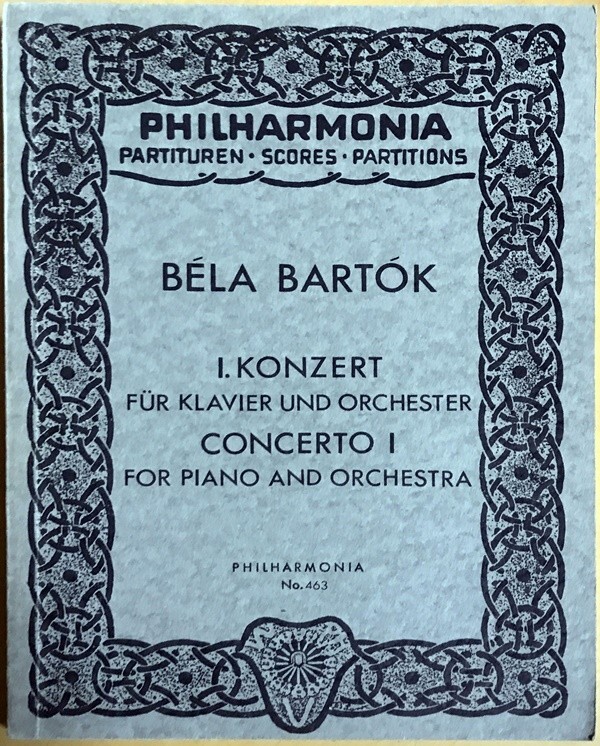 PHILHARMONIA
PARTITUREN · SCORES · PARTITIONS
BÉLA BARTÓK
I. KONZERT
FÜR KLAVIER UND ORCHESTER
CONCERTO I
FOR PIANO AND ORCHESTRA
PHILHARMONIA
No. 463